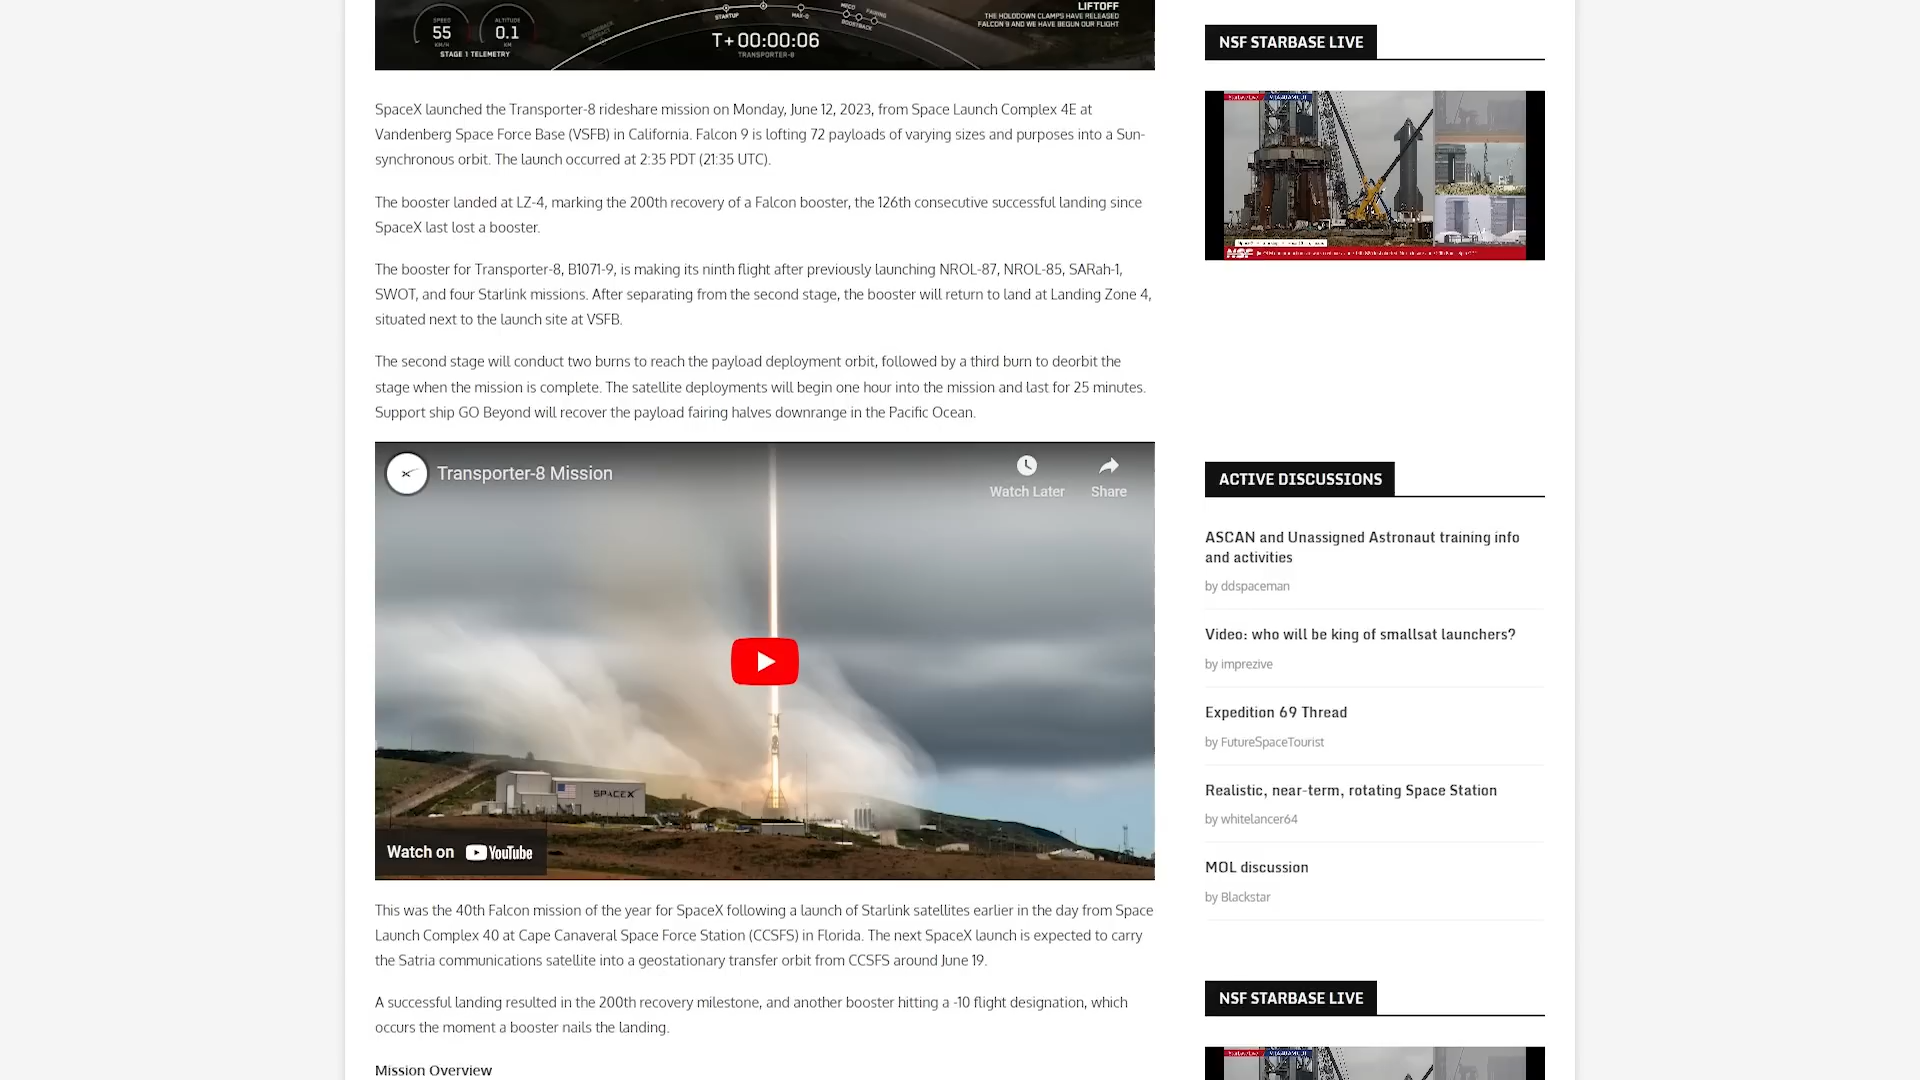 SPEED
55
KM/H
ALTITUDE
0.1
KM
STAGE 1 TELEMETRY
STARTUP
MAX-Q
MECO
FAIRING
BOOSTBACK
T+00:00:06
TRANSPORTER-8
LIFTOFF
THE HOLDDOWN CLAMPS HAVE RELEASED
FALCON 9 AND WE HAVE BEGUN OUR FLIGHT
SpaceX launched the Transporter-8 rideshare mission on Monday, June 12, 2023, from Space Launch Complex 4E at
Vandenberg Space Force Base (VSFB) in California. Falcon 9 is lofting 72 payloads of varying sizes and purposes into a Sun-
synchronous orbit. The launch occurred at 2:35 PDT (21:35 UTC).
The booster landed at LZ-4, marking the 200th recovery of a Falcon booster, the 126th consecutive successful landing since
SpaceX last lost a booster.
The booster for Transporter-8, B1071-9, is making its ninth flight after previously launching NROL-87, NROL-85, SARah-1,
SWOT, and four Starlink missions. After separating from the second stage, the booster will return to land at Landing Zone 4,
situated next to the launch site at VSFB.
The second stage will conduct two burns to reach the payload deployment orbit, followed by a third burn to deorbit the
stage when the mission is complete. The satellite deployments will begin one hour into the mission and last for 25 minutes.
Support ship GO Beyond will recover the payload fairing halves downrange in the Pacific Ocean.
Transporter-8 Mission
Watch Later
Share
SPACEX
Watch on YouTube
This was the 40th Falcon mission of the year for SpaceX following a launch of Starlink satellites earlier in the day from Space
Launch Complex 40 at Cape Canaveral Space Force Station (CCSFS) in Florida. The next SpaceX launch is expected to carry
the Satria communications satellite into a geostationary transfer orbit from CCSFS around June 19.
A successful landing resulted in the 200th recovery milestone, and another booster hitting a -10 flight designation, which
occurs the moment a booster nails the landing.
Mission Overview
NSF STARBASE LIVE
NSF
ACTIVE DISCUSSIONS
ASCAN and Unassigned Astronaut training info
and activities
by ddspaceman
Video: who will be king of smallsat launchers?
by imprezive
Expedition 69 Thread
by FutureSpaceTourist
Realistic, near-term, rotating Space Station
by whitelancer64
MOL discussion
by Blackstar
NSF STARBASE LIVE